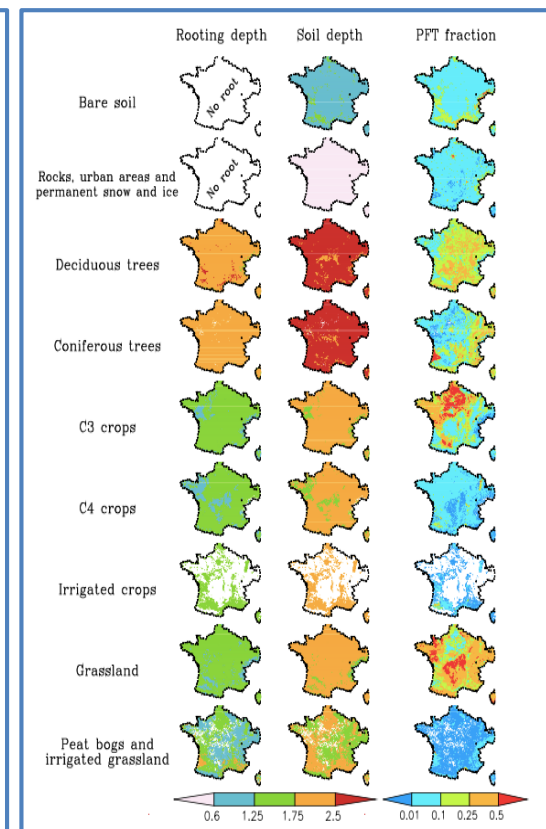 Rooting depth Soil depth PFT fraction
Bare soil
No root
Rocks, urban areas and
permanent snow and ice
No root
Deciduous trees
Coniferous trees
C3 crops
C4 crops
Irrigated crops
Grassland
Peat bogs and
irrigated grassland
0.6 1.25 1.75 2.5 0.01 0.1 0.25 0.5